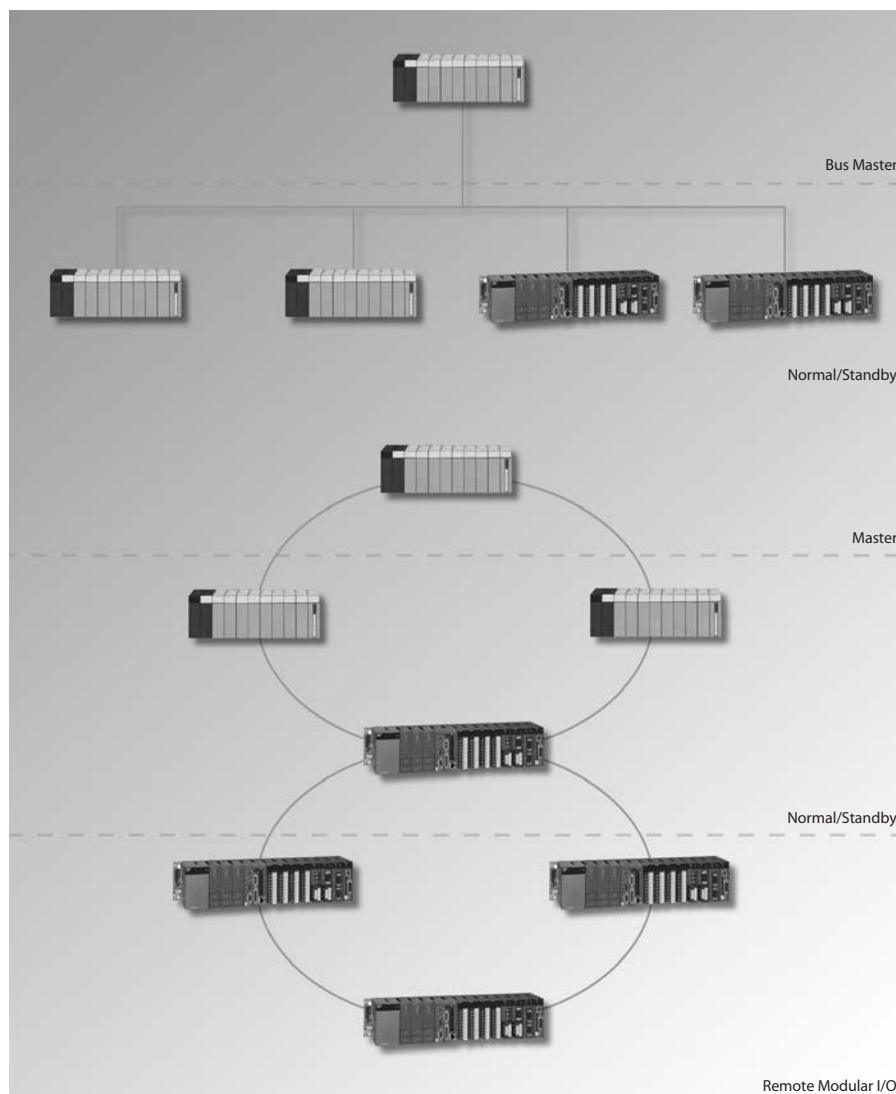 Bus Master
Normal/Standby
Master
Normal/Standby
Remote Modular I/O